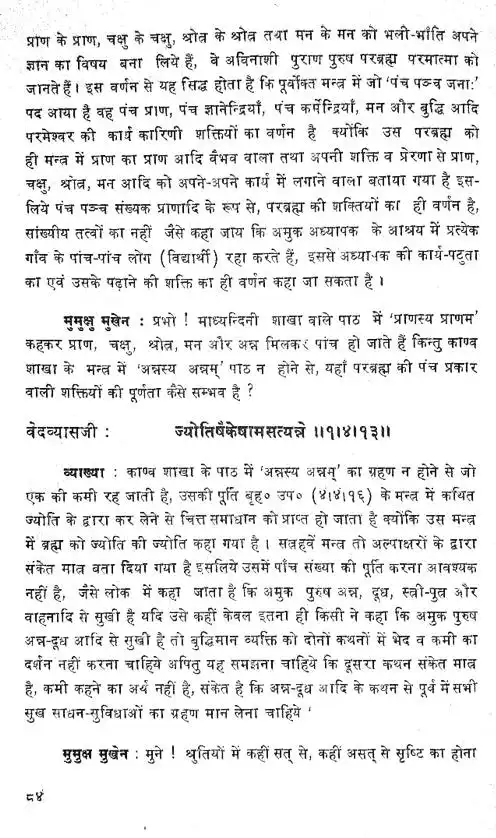 प्राण के प्राण, चक्षु के चक्षु, श्रोत्र के श्रोत्र तथा मन के मन को भली-भाँति अपने
ज्ञान का विषय बना लिये हैं, वे अविनाशी पुराण पुरुष परब्रह्म परमात्मा को
जानते हैं। इस वर्णन से यह सिद्ध होता है कि पूर्वोक्त मन्त्र में जो 'पंच पञ्च जनाः'
पद आया है वह पंच प्राण, पंच ज्ञानेन्द्रियाँ, पंच कर्मेन्द्रियाँ, मन और बुद्धि आदि
परमेश्वर की कार्य कारिणी शक्तियों का वर्णन है क्योंकि उस परब्रह्म को
ही मन्त्र में प्राण का प्राण आदि वैभव वाला तथा अपनी शक्ति व प्रेरणा से प्राण,
चक्षु, श्रोत्र, मन आदि को अपने-अपने कार्य में लगाने वाला बताया गया है इस-
लिये पंच पञ्च संख्यक प्राणादि के रूप से, परब्रह्म की शक्तियों का ही वर्णन है,
सांख्यीय तत्वों का नहीं जैसे कहा जाय कि अमुक अध्यापक के आश्रय में प्रत्येक
गाँव के पांच-पांच लोग (विद्यार्थी) रहा करते हैं, इससे अध्यापक की कार्य-पटुता
का एवं उसके पढ़ाने की शक्ति का ही वर्णन कहा जा सकता है।
मुमुक्षु मुखेन : प्रभो ! माध्यन्दिनी शाखा वाले पाठ में 'प्राणस्य प्राणम'
कहकर प्राण, चक्षु, श्रोत्र, मन और अन्न मिलकर पांच हो जाते हैं किन्तु काण्व
शाखा के मन्त्र में 'अन्नस्य अन्नम्' पाठ न होने से, यहाँ परब्रह्म की पंच प्रकार
वाली शक्तियों की पूर्णता कैसे सम्भव है ?
वेदव्यासजी : ज्योतिषैकेषामसत्यन्ने ॥१।४।१३॥
व्याख्या : काण्व शाखा के पाठ में 'अन्नस्य अन्नम्' का ग्रहण न होने से जो
एक की कमी रह जाती है, उसकी पूर्ति बृह० उप० (४।४।१६) के मन्त्र में कथित
ज्योति के द्वारा कर लेने से चित्त समाधान को प्राप्त हो जाता है क्योंकि उस मन्त्र
में ब्रह्म को ज्योति की ज्योति कहा गया है। सत्रहवें मन्त्र तो अल्पाक्षरों के द्वारा
संकेत मात्र बना दिया गया है इसलिये उसमें पाँच संख्या की पूर्ति करना आवश्यक
नहीं है, जैसे लोक में कहा जाता है कि अमुक पुरुष अन्न, दूध, स्त्री-पुत्र और
वाहनादि से सुखी है यदि उसे कहीं केवल इतना ही किसी ने कहा कि अमुक पुरुष
अन्न-दूध आदि से सुखी है तो बुद्धिमान व्यक्ति को दोनों कथनों में भेद व कमी का
दर्शन नहीं करना चाहिये अपितु यह समझना चाहिये कि दूसरा कथन संकेत मात्र
है, कमी कहने का अर्थ नहीं है, संकेत है कि अन्न-दूध आदि के कथन से पूर्व में सभी
सुख साधन-सुविधाओं का ग्रहण मान लेना चाहिये '
मुमुक्ष मुखेन : मुने ! श्रुतियों में कहीं सत् से, कहीं असत् से सृष्टि का होना
८४